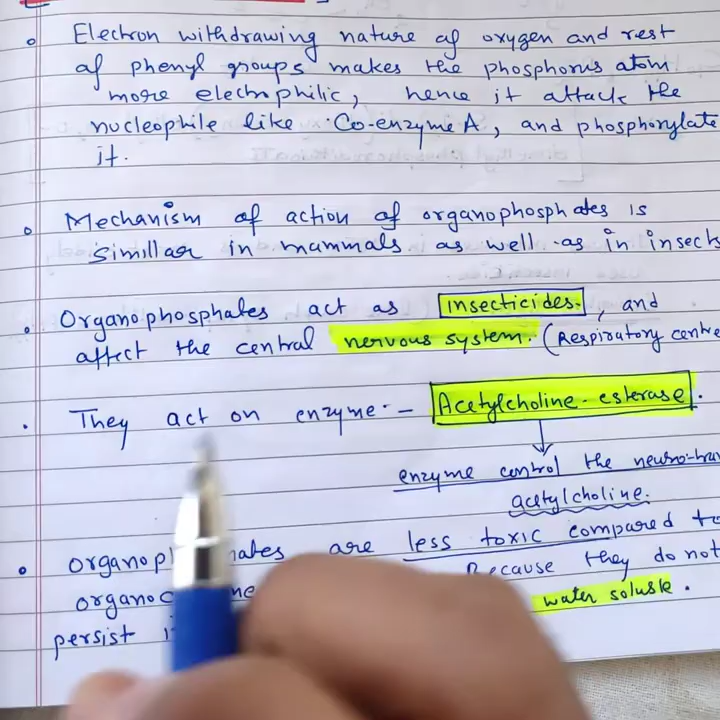 Electron withdrawing nature of oxygen and rest
of phenyl groups makes the phosphorus atom
more electrophilic, hence it attack the
nucleophile like Co-enzyme A, and phosphorylate
it.
Mechanism of action of organophosphates is
simillar in mammals as well as in insects
Organophosphates act as insecticides, and
affect the central nervous system. (Respiratory centre
They act on enzyme - Acetylcholine esterase.
enzyme control the neuro-tra
acetylcholine.
are less toxic compared to
Because they do not
persist water soluble.